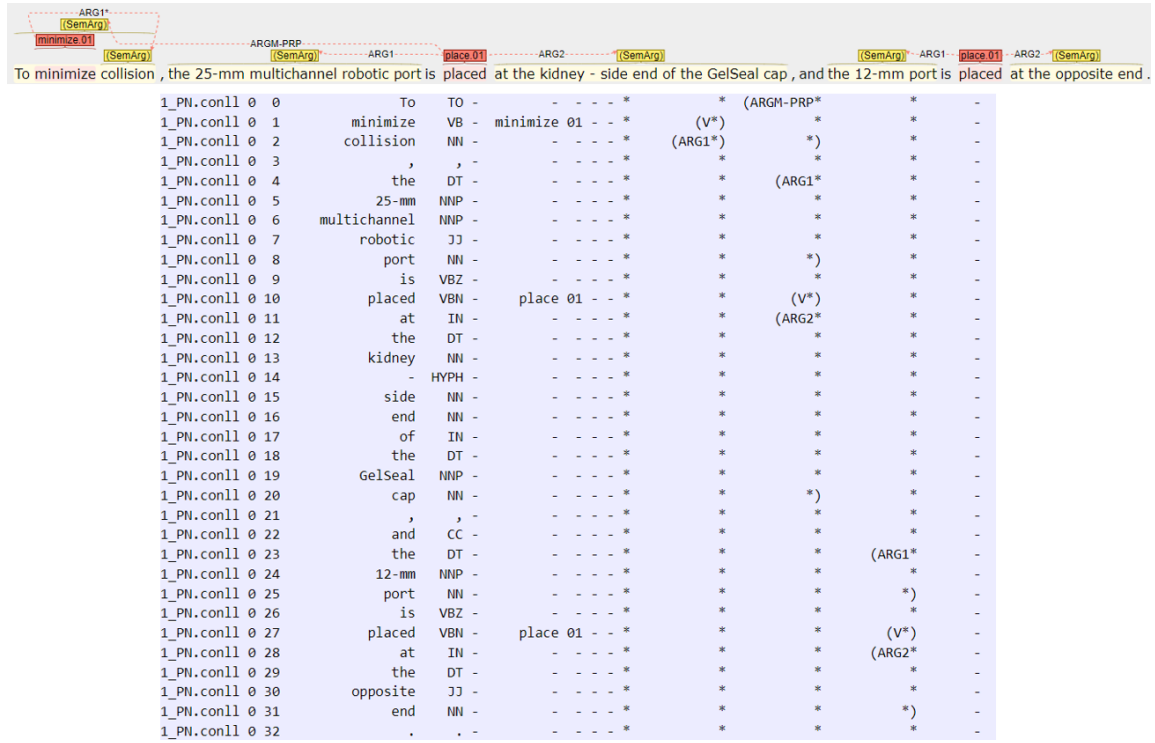 ARG1*
(SemArg)
minimize.01
(SemArg)
ARGM-PRP
(SemArg)
ARG1
place.01
ARG2
(SemArg)
(SemArg)
ARG1
place.01
ARG2
(SemArg)
To minimize collision , the 25-mm multichannel robotic port is placed at the kidney - side end of the GelSeal cap , and the 12-mm port is placed at the opposite end .
1_PN.conll 0 0 To TO - - - - - * * (ARGM-PRP* * -
1_PN.conll 0 1 minimize VB - minimize 01 - - * (V*) * * -
1_PN.conll 0 2 collision NN - - - - - * (ARG1*) *) * -
1_PN.conll 0 3 , , - - - - - * * * * -
1_PN.conll 0 4 the DT - - - - - * * (ARG1* * -
1_PN.conll 0 5 25-mm NNP - - - - - * * * * -
1_PN.conll 0 6 multichannel NNP - - - - - * * * * -
1_PN.conll 0 7 robotic JJ - - - - - * * * * -
1_PN.conll 0 8 port NN - - - - - * * *) * -
1_PN.conll 0 9 is VBZ - - - - - * * * * -
1_PN.conll 0 10 placed VBN - place 01 - - * * (V*) * -
1_PN.conll 0 11 at IN - - - - - * * (ARG2* * -
1_PN.conll 0 12 the DT - - - - - * * * * -
1_PN.conll 0 13 kidney NN - - - - - * * * * -
1_PN.conll 0 14 - HYPH - - - - - * * * * -
1_PN.conll 0 15 side NN - - - - - * * * * -
1_PN.conll 0 16 end NN - - - - - * * * * -
1_PN.conll 0 17 of IN - - - - - * * * * -
1_PN.conll 0 18 the DT - - - - - * * * * -
1_PN.conll 0 19 GelSeal NNP - - - - - * * * * -
1_PN.conll 0 20 cap NN - - - - - * * *) * -
1_PN.conll 0 21 , , - - - - - * * * * -
1_PN.conll 0 22 and CC - - - - - * * * * -
1_PN.conll 0 23 the DT - - - - - * * * (ARG1* -
1_PN.conll 0 24 12-mm NNP - - - - - * * * * -
1_PN.conll 0 25 port NN - - - - - * * * *) -
1_PN.conll 0 26 is VBZ - - - - - * * * * -
1_PN.conll 0 27 placed VBN - place 01 - - * * * (V*) -
1_PN.conll 0 28 at IN - - - - - * * * (ARG2* -
1_PN.conll 0 29 the DT - - - - - * * * * -
1_PN.conll 0 30 opposite JJ - - - - - * * * * -
1_PN.conll 0 31 end NN - - - - - * * * *) -
1_PN.conll 0 32 . . - - - - - * * * * -